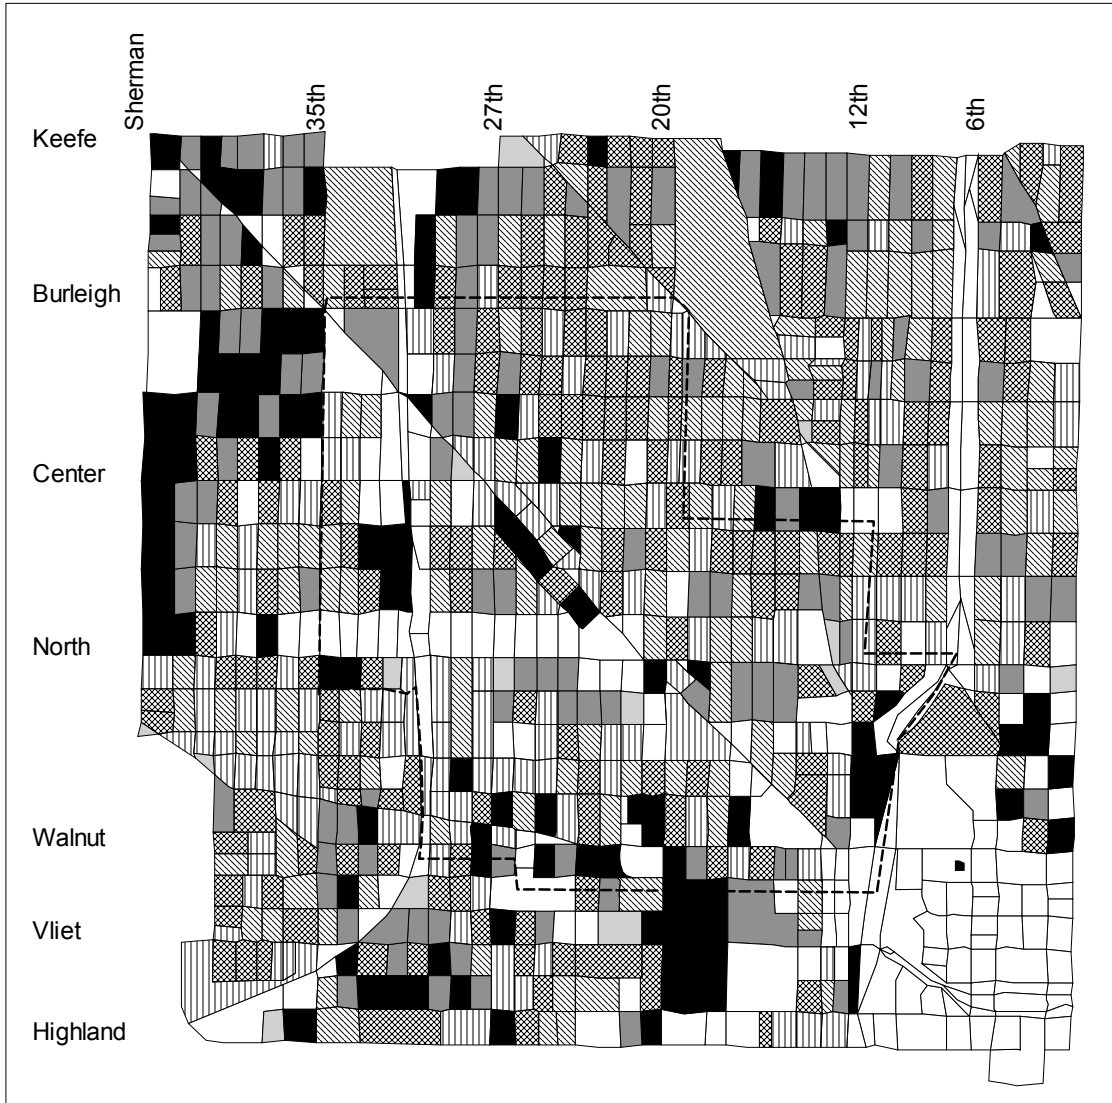 Sherman
35th
27th
20th
12th
6th
Keefe
Burleigh
Center
North
Walnut
Vliet
Highland